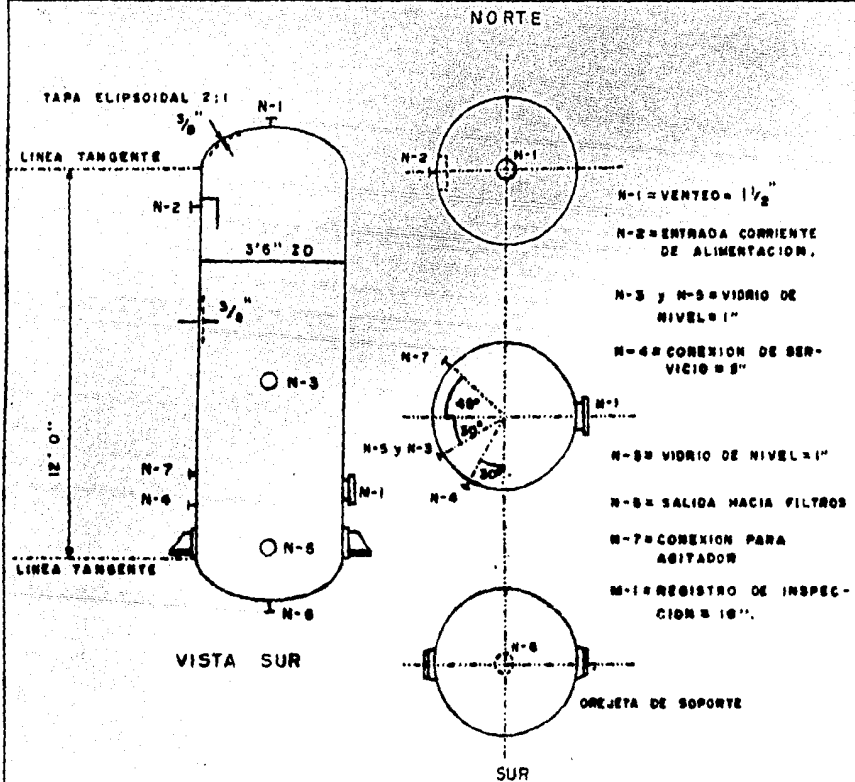 NORTE
TAPA ELIPSOIDAL 2:1
3/8"
N-1
LINEA TANGENTE
N-2
3'6" ID
3/8"
N-3
12'0"
N-7
N-4
M-1
N-5
LINEA TANGENTE
N-6
VISTA SUR
N-2
N-1
N-7
45°
30°
N-5 y N-3
30°
N-4
M-1
N-6
OREJETA DE SOPORTE
SUR
N-1 = VENTEO = 1 1/2"
N-2 = ENTRADA CORRIENTE
DE ALIMENTACION.
N-3 y N-5 = VIDRIO DE
NIVEL = 1"
N-4 = CONEXION DE SER-
VICIO =
N-5 = VIDRIO DE NIVEL = 1"
N-6 = SALIDA HACIA FILTROS
N-7 = CONEXION PARA
AGITADOR
M-1 = REGISTRO DE INSPEC-
CION =